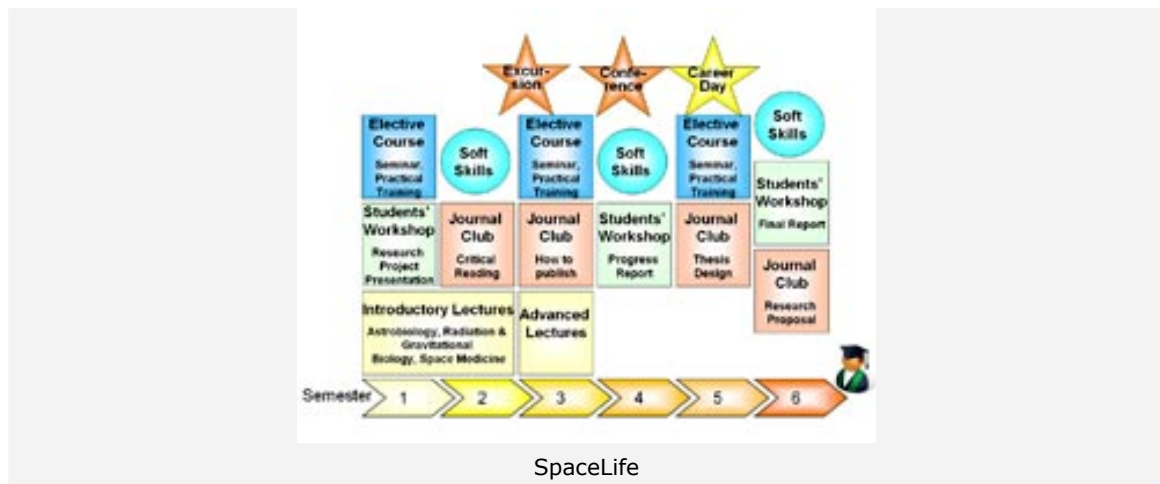 Excur-
sion
Confe-
rence
Career
Day
Soft
Skills
Elective
Course
Seminar,
Practical
Training
Soft
Skills
Elective
Course
Seminar,
Practical
Training
Soft
Skills
Elective
Course
Seminar,
Practical
Training
Students'
Workshop
Final Report
Students'
Workshop
Research
Project
Presentation
Journal
Club
Critical
Reading
Journal
Club
How to
publish
Students'
Workshop
Progress
Report
Journal
Club
Thesis
Design
Journal
Club
Research
Proposal
Introductory Lectures
Astrobiology, Radiation &
Gravitational
Biology, Space Medicine
Advanced
Lectures
Semester 1 2 3 4 5 6
SpaceLife